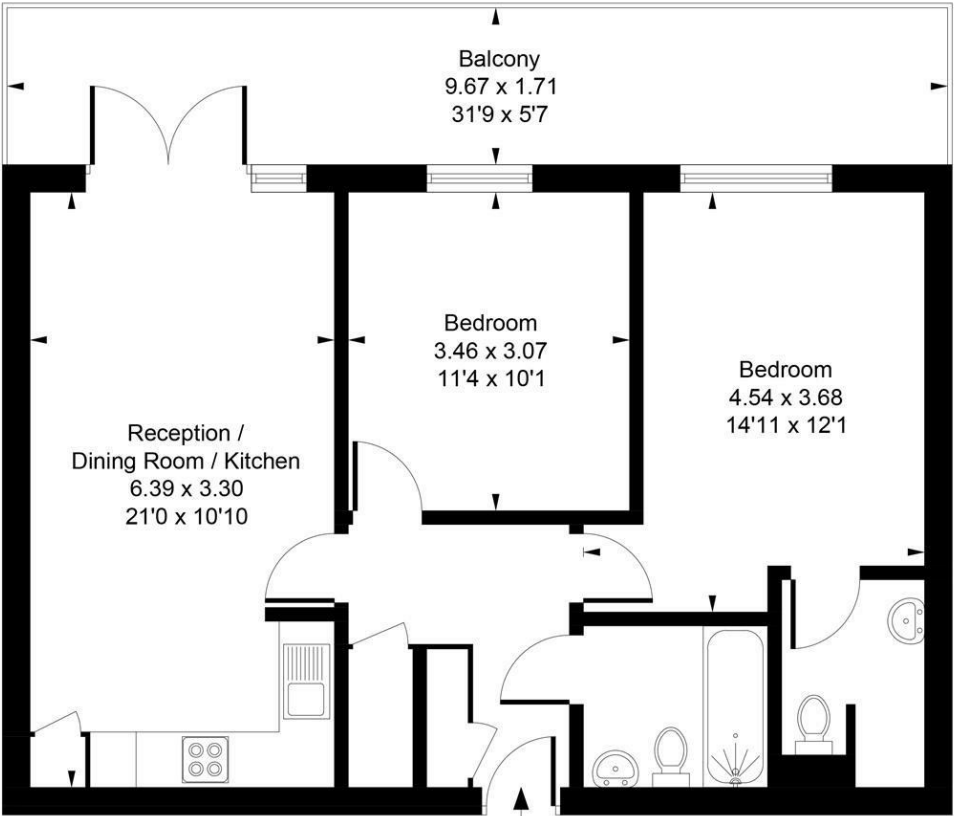 Balcony
9.67 x 1.71
31'9 x 5'7
Bedroom
3.46 x 3.07
11'4 x 10'1
Bedroom
4.54 x 3.68
14'11 x 12'1
Reception /
Dining Room / Kitchen
6.39 x 3.30
21'0 x 10'10